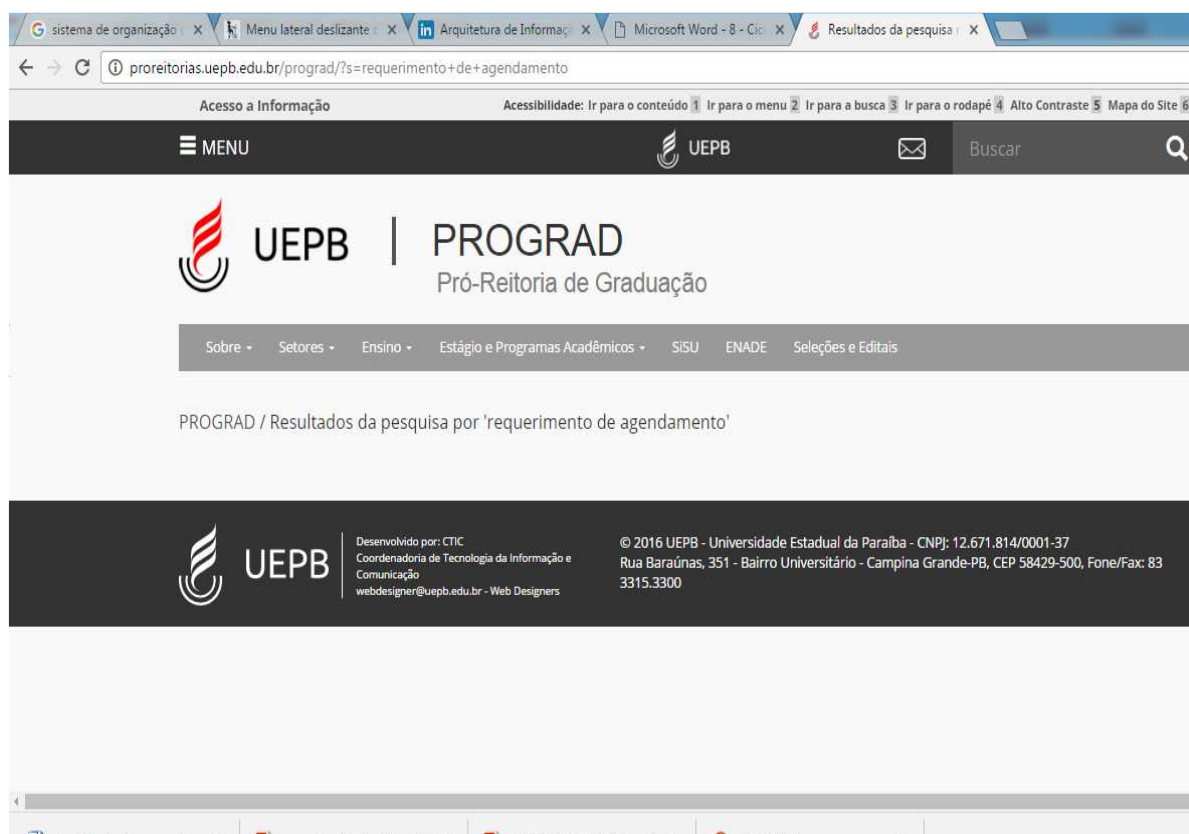 sistema de organização
Menu lateral deslizante
Arquitetura de Informaç
Microsoft Word - 8 - Cic
Resultados da pesquisa
proreitorias.uepb.edu.br/prograd/?s=requerimento+de+agendamento
Acesso a Informação
Acessibilidade: Ir para o conteúdo 1 Ir para o menu 2 Ir para a busca 3 Ir para o rodapé 4 Alto Contraste 5 Mapa do Site 6
MENU
UEPB
Buscar
UEPB | PROGRAD
Pró-Reitoria de Graduação
Sobre Setores Ensino Estágio e Programas Acadêmicos SiSU ENADE Seleções e Editais
PROGRAD / Resultados da pesquisa por 'requerimento de agendamento'
UEPB
Desenvolvido por: CTIC
Coordenadoria de Tecnologia da Informação e
Comunicação
webdesigner@uepb.edu.br - Web Designers
© 2016 UEPB - Universidade Estadual da Paraíba - CNPJ: 12.671.814/0001-37
Rua Baraúnas, 351 - Bairro Universitário - Campina Grande-PB, CEP 58429-500, Fone/Fax: 83
3315.3300